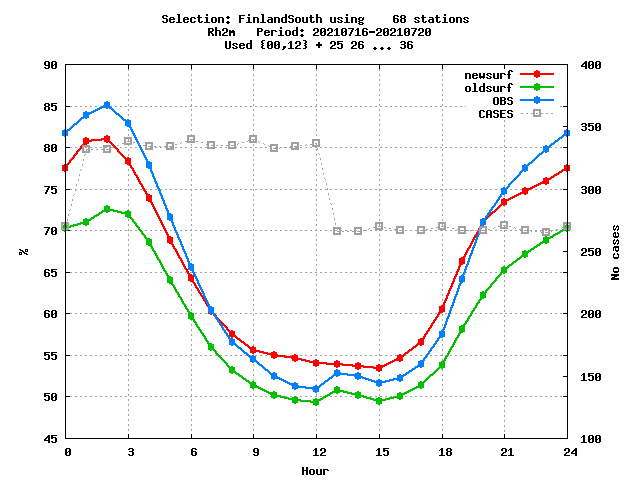 Selection: FinlandSouth using 68 stations
Rh2m Period: 20210716-20210720
Used {00,12} + 25 26 ... 36
newsurf
oldsurf
OBS
CASES
90
85
80
75
70
65
60
55
50
45
%
400
350
300
250
200
150
100
No cases
0 3 6 9 12 15 18 21 24
Hour